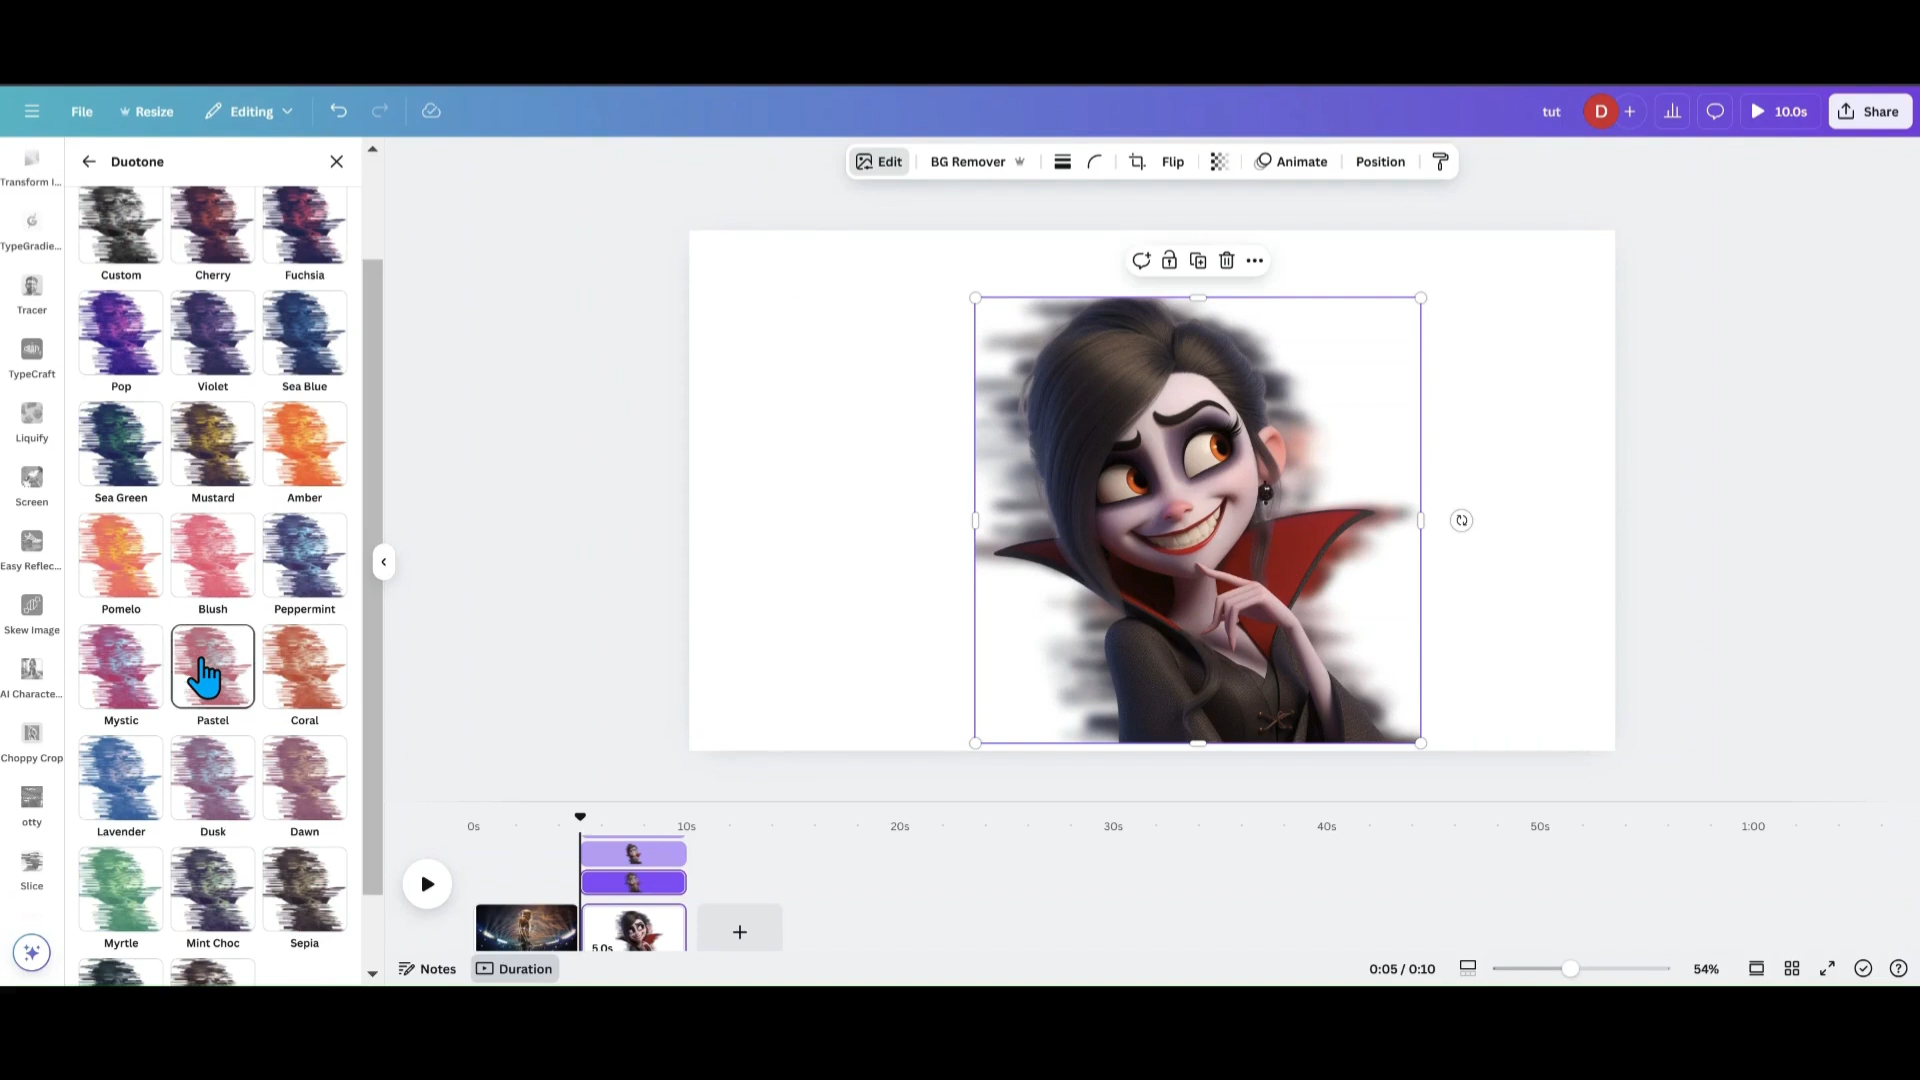 File
Resize
Editing
tut
D
10.0s
Share
Duotone
Edit
BG Remover
Flip
Animate
Position
Transform I...
TypeGradie...
Tracer
TypeCraft
Liquify
Screen
Easy Reflec...
Skew Image
AI Characte...
Choppy Crop
otty
Slice
Custom
Cherry
Fuchsia
Pop
Violet
Sea Blue
Sea Green
Mustard
Amber
Pomelo
Blush
Peppermint
Mystic
Pastel
Coral
Lavender
Dusk
Dawn
Myrtle
Mint Choc
Sepia
0s
10s
20s
30s
40s
50s
1:00
5.0s
Notes
Duration
0:05 / 0:10
54%